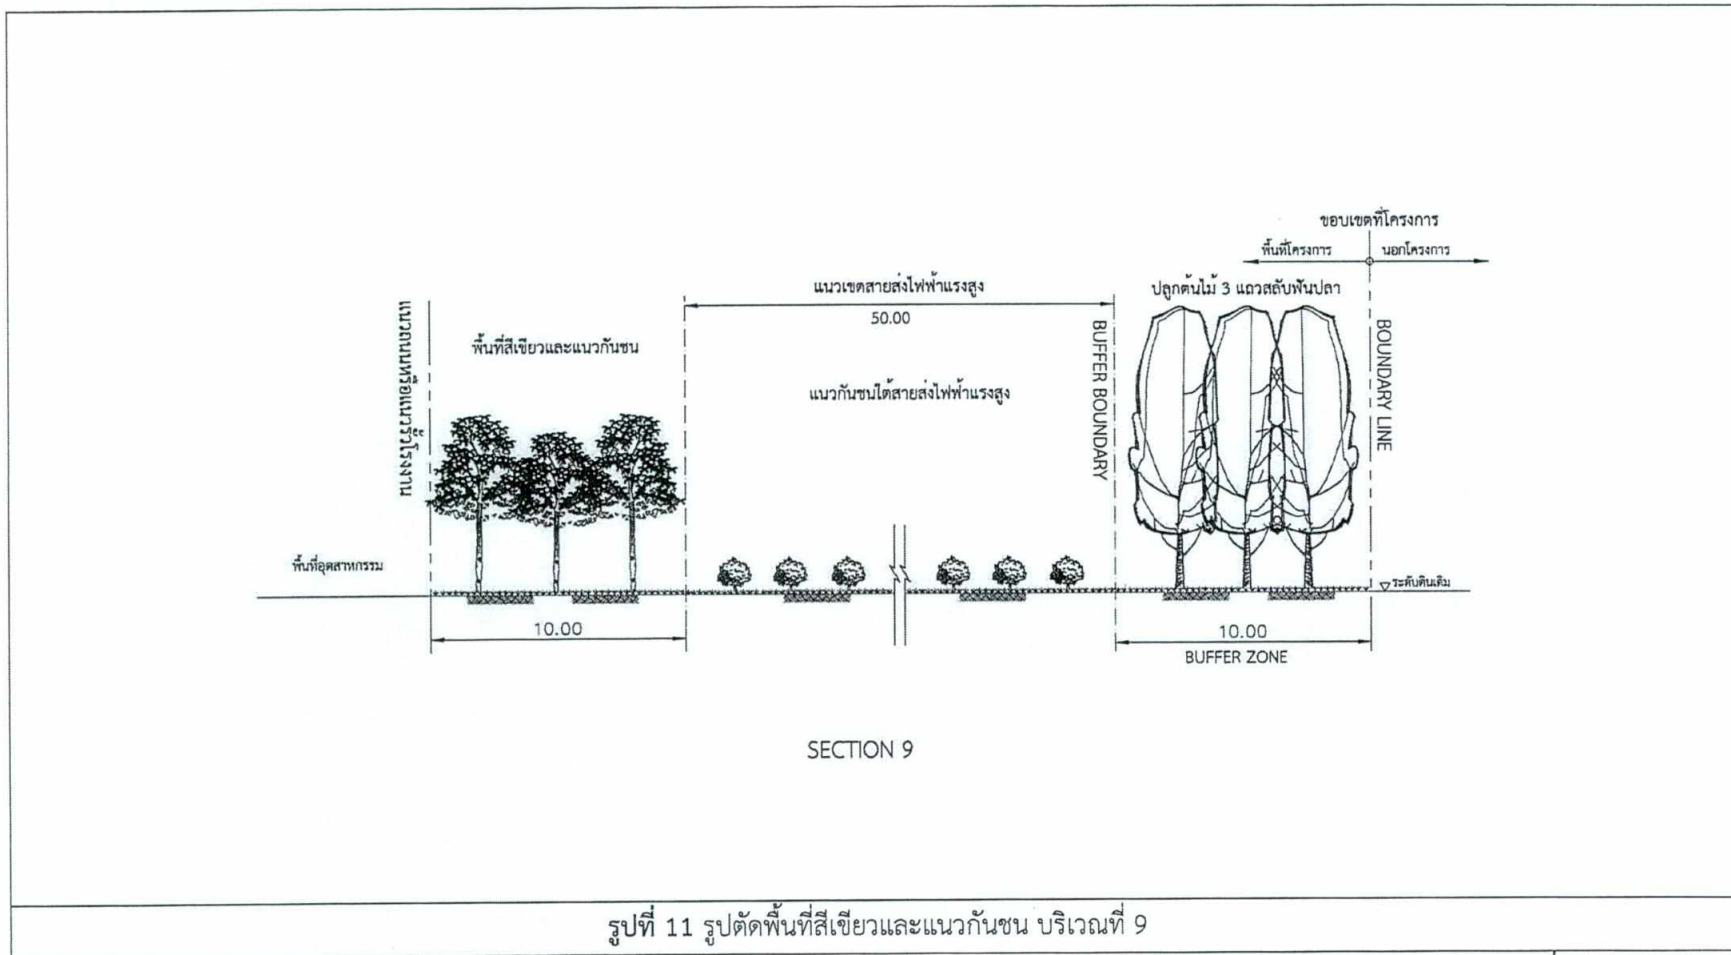 ขอบเขตที่โครงการ
พื้นที่โครงการ
นอกโครงการ
แนวเขตสายส่งไฟฟ้าแรงสูง
50.00
ปลูกต้นไม้ 3 แถวสลับฟันปลา
แนวถนนหรือแนวรั้วโรงงาน
พื้นที่สีเขียวและแนวกันชน
แนวกันชนใต้สายส่งไฟฟ้าแรงสูง
BUFFER BOUNDARY
BOUNDARY LINE
พื้นที่อุตสาหกรรม
ระดับดินเดิม
10.00
10.00
BUFFER ZONE
SECTION 9
รูปที่ 11 รูปตัดพื้นที่สีเขียวและแนวกันชน บริเวณที่ 9